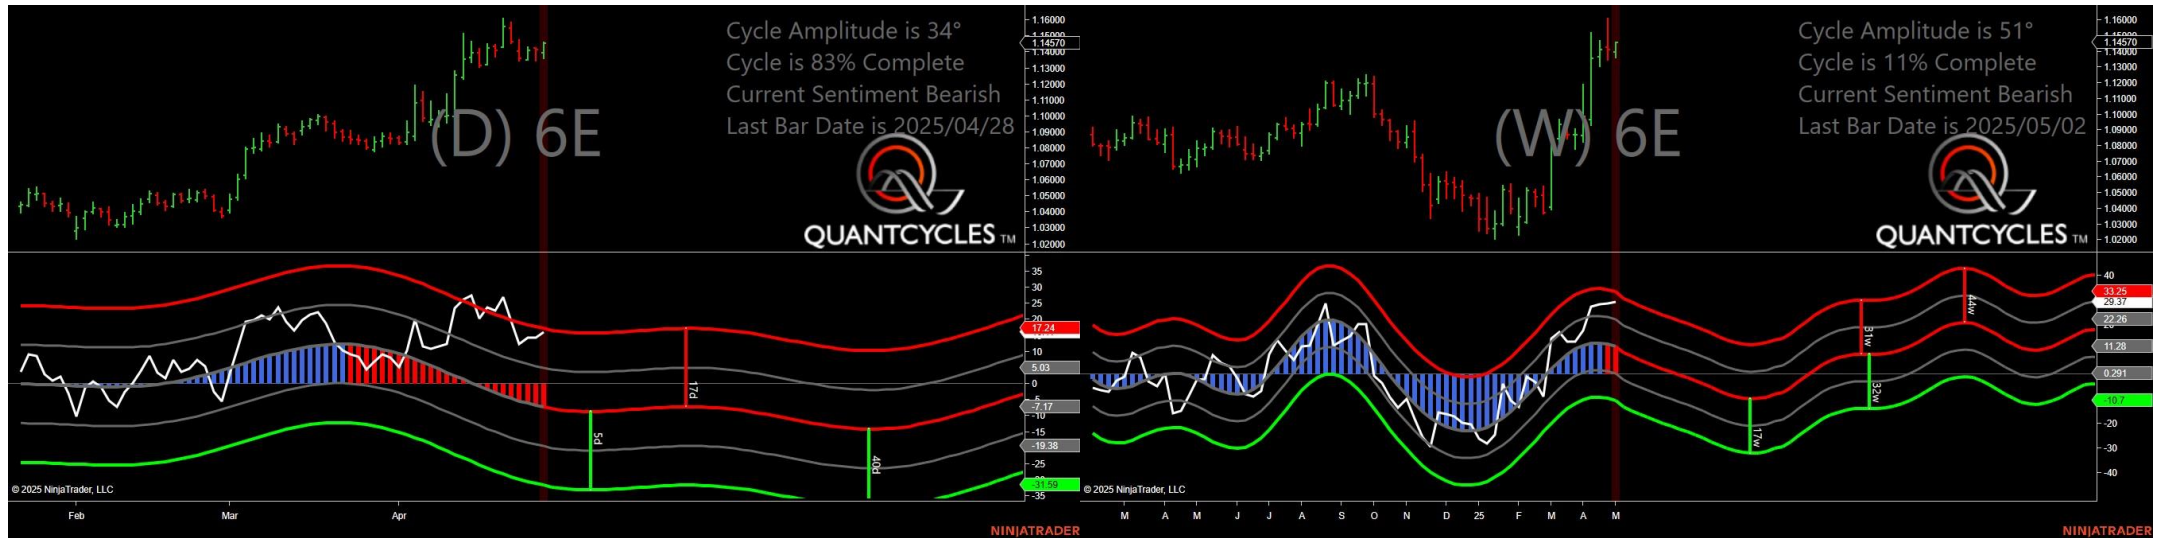 Cycle Amplitude is 34°
Cycle is 83% Complete
Current Sentiment Bearish
Last Bar Date is 2025/04/28
(D) 6E
QUANTCYCLES TM
1.16000
1.14570
1.14000
1.13000
1.12000
1.11000
1.10000
1.09000
1.08000
1.07000
1.06000
1.05000
1.04000
1.03000
1.02000
35
30
25
20
17.24
10
5.03
0
-7.17
-10
-15
-19.38
-25
-31.59
-35
5d
17d
40d
© 2025 NinjaTrader, LLC
Feb
Mar
Apr
NINJATRADER
Cycle Amplitude is 51°
Cycle is 11% Complete
Current Sentiment Bearish
Last Bar Date is 2025/05/02
(W) 6E
QUANTCYCLES TM
1.16000
1.14570
1.13000
1.12000
1.11000
1.10000
1.09000
1.08000
1.07000
1.06000
1.05000
1.04000
1.03000
1.02000
40
33.25
29.37
22.26
11.28
0.291
-10.7
-20
-30
-40
17w
31w
32w
44w
© 2025 NinjaTrader, LLC
M
A
M
J
J
A
S
O
N
D
25
F
M
A
M
NINJATRADER